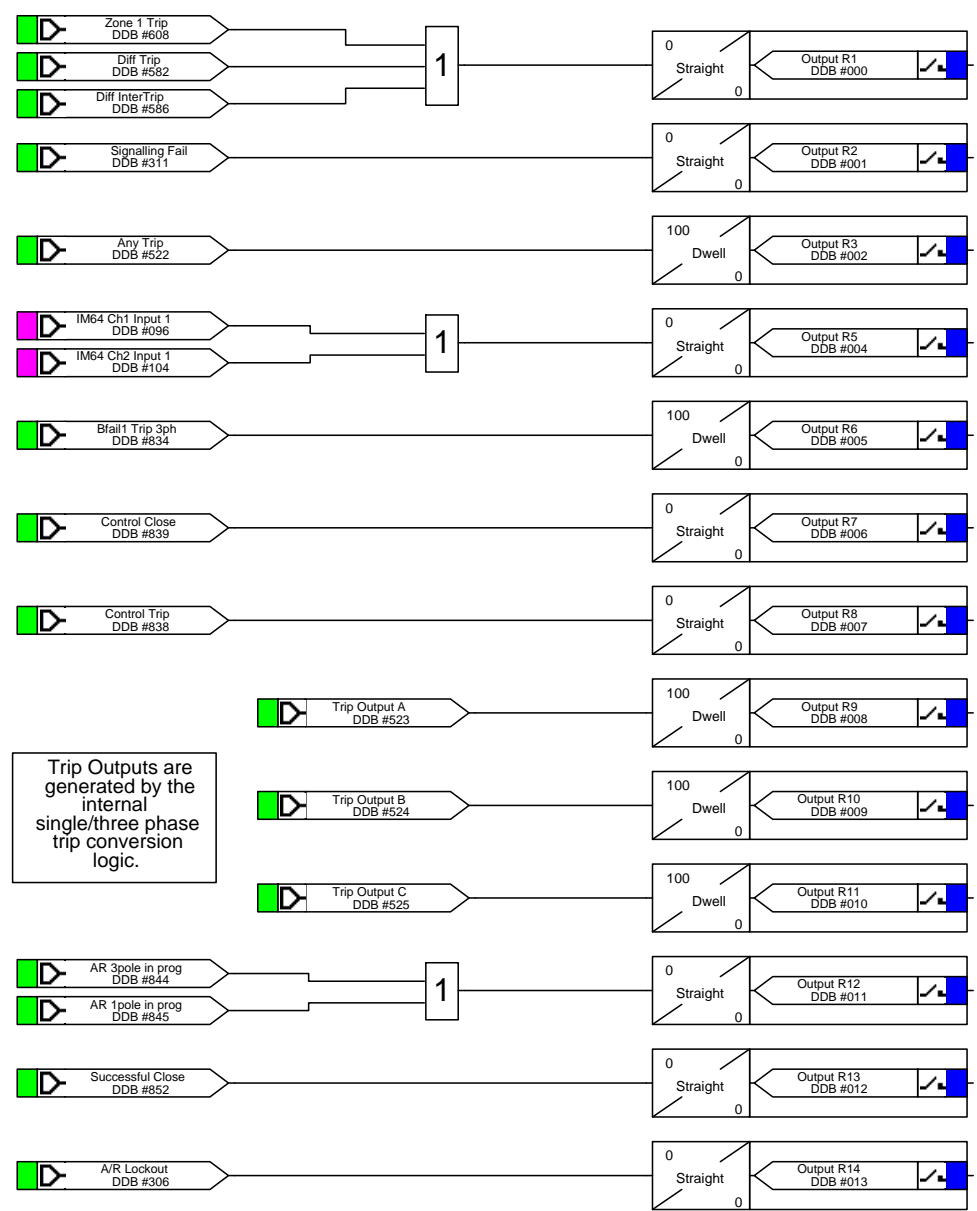 Zone 1 Trip
DDB #608
Diff Trip
DDB #582
Diff InterTrip
DDB #586
1
0
Straight
0
Output R1
DDB #000
Signalling Fail
DDB #311
0
Straight
0
Output R2
DDB #001
Any Trip
DDB #522
100
Dwell
0
Output R3
DDB #002
IM64 Ch1 Input 1
DDB #096
IM64 Ch2 Input 1
DDB #104
1
0
Straight
0
Output R5
DDB #004
Bfail1 Trip 3ph
DDB #834
100
Dwell
0
Output R6
DDB #005
Control Close
DDB #839
0
Straight
0
Output R7
DDB #006
Control Trip
DDB #838
0
Straight
0
Output R8
DDB #007
Trip Output A
DDB #523
100
Dwell
0
Output R9
DDB #008
Trip Outputs are
generated by the
internal
single/three phase
trip conversion
logic.
Trip Output B
DDB #524
100
Dwell
0
Output R10
DDB #009
Trip Output C
DDB #525
100
Dwell
0
Output R11
DDB #010
AR 3pole in prog
DDB #844
AR 1pole in prog
DDB #845
1
0
Straight
0
Output R12
DDB #011
Successful Close
DDB #852
0
Straight
0
Output R13
DDB #012
A/R Lockout
DDB #306
0
Straight
0
Output R14
DDB #013